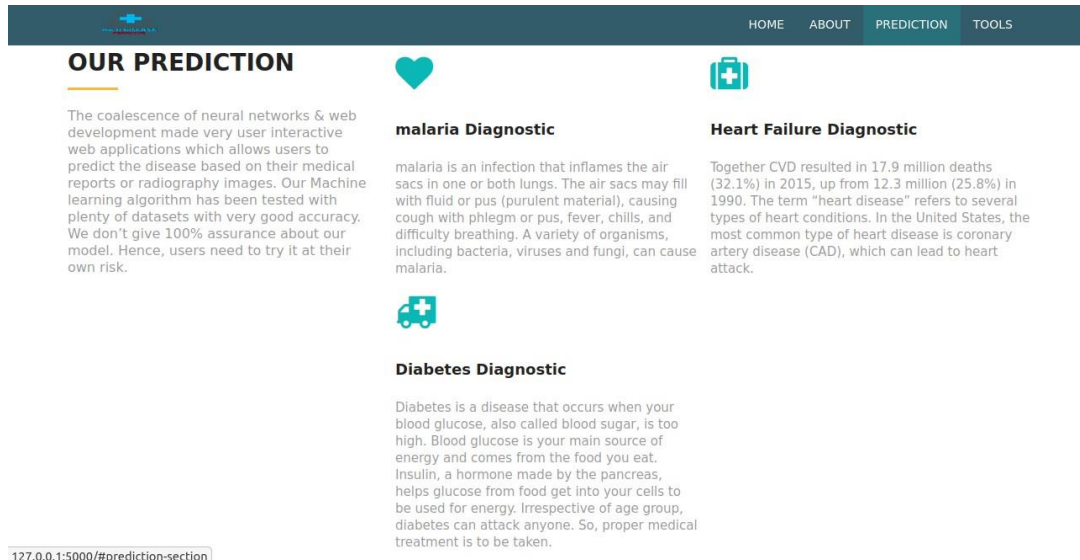 HOME ABOUT PREDICTION TOOLS
OUR PREDICTION
The coalescence of neural networks & web
development made very user interactive
web applications which allows users to
predict the disease based on their medical
reports or radiography images. Our Machine
learning algorithm has been tested with
plenty of datasets with very good accuracy.
We don't give 100% assurance about our
model. Hence, users need to try it at their
own risk.
malaria Diagnostic
malaria is an infection that inflames the air
sacs in one or both lungs. The air sacs may fill
with fluid or pus (purulent material), causing
cough with phlegm or pus, fever, chills, and
difficulty breathing. A variety of organisms,
including bacteria, viruses and fungi, can cause
malaria.
Heart Failure Diagnostic
Together CVD resulted in 17.9 million deaths
(32.1%) in 2015, up from 12.3 million (25.8%) in
1990. The term “heart disease” refers to several
types of heart conditions. In the United States, the
most common type of heart disease is coronary
artery disease (CAD), which can lead to heart
attack.
Diabetes Diagnostic
Diabetes is a disease that occurs when your
blood glucose, also called blood sugar, is too
high. Blood glucose is your main source of
energy and comes from the food you eat.
Insulin, a hormone made by the pancreas,
helps glucose from food get into your cells to
be used for energy. Irrespective of age group,
diabetes can attack anyone. So, proper medical
treatment is to be taken.
127.0.0.1:5000/#prediction-section